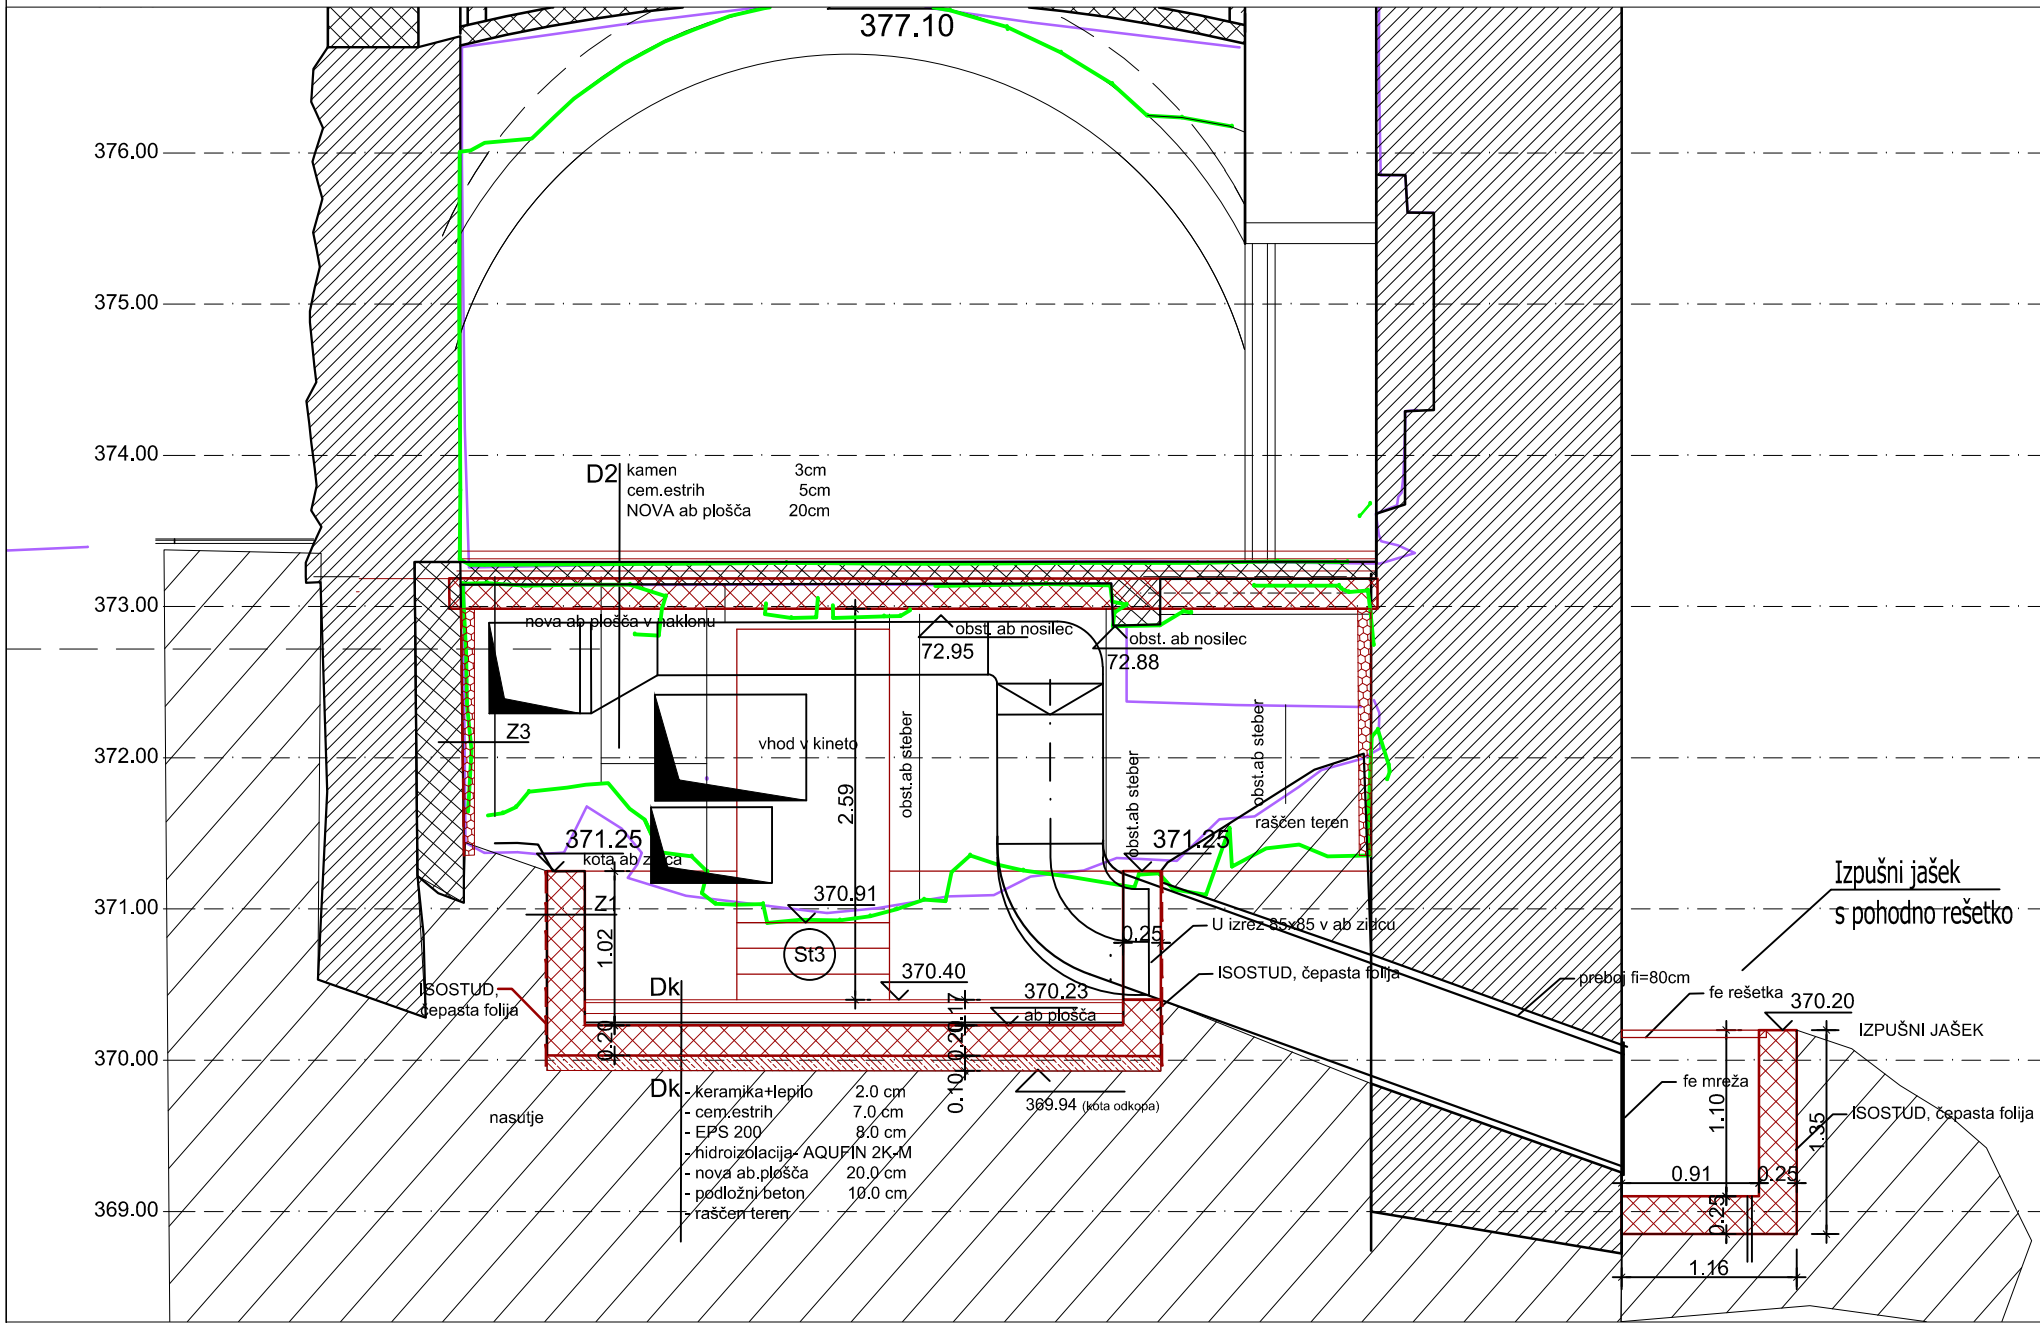 377.10
376.00
375.00
374.00
D2 kamen 3cm
cem.estrih 5cm
NOVA ab plošča 20cm
373.00
nova ab plošča v naklonu
obst. ab nosilec
72.95
obst. ab nosilec
72.88
Z3
372.00
vhod v kineto
2.59
obst.ab steber
obst.ab steber
obst.ab steber
raščen teren
371.25
kota ab zidca
371.25
370.91
Izpušni jašek
s pohodno rešetko
371.00
Z1
1.02
St3
0.25
U izrez 85x85 v ab zidcu
370.40
ISOSTUD, čepasta folija
preboj fi=80cm
fe rešetka
370.20
IZPUŠNI JAŠEK
ISOSTUD,
čepasta folija
Dk
370.23
ab plošča
0.17
0.20
0.20
0.10
370.00
369.94 (kota odkopa)
fe mreža
1.10
1.35
ISOSTUD, čepasta folija
nasutje
Dk - keramika+lepilo 2.0 cm
- cem.estrih 7.0 cm
- EPS 200 8.0 cm
- hidroizolacija- AQUFIN 2K-M
- nova ab.plošča 20.0 cm
- podložni beton 10.0 cm
- raščen teren
0.91
0.25
0.25
369.00
1.16